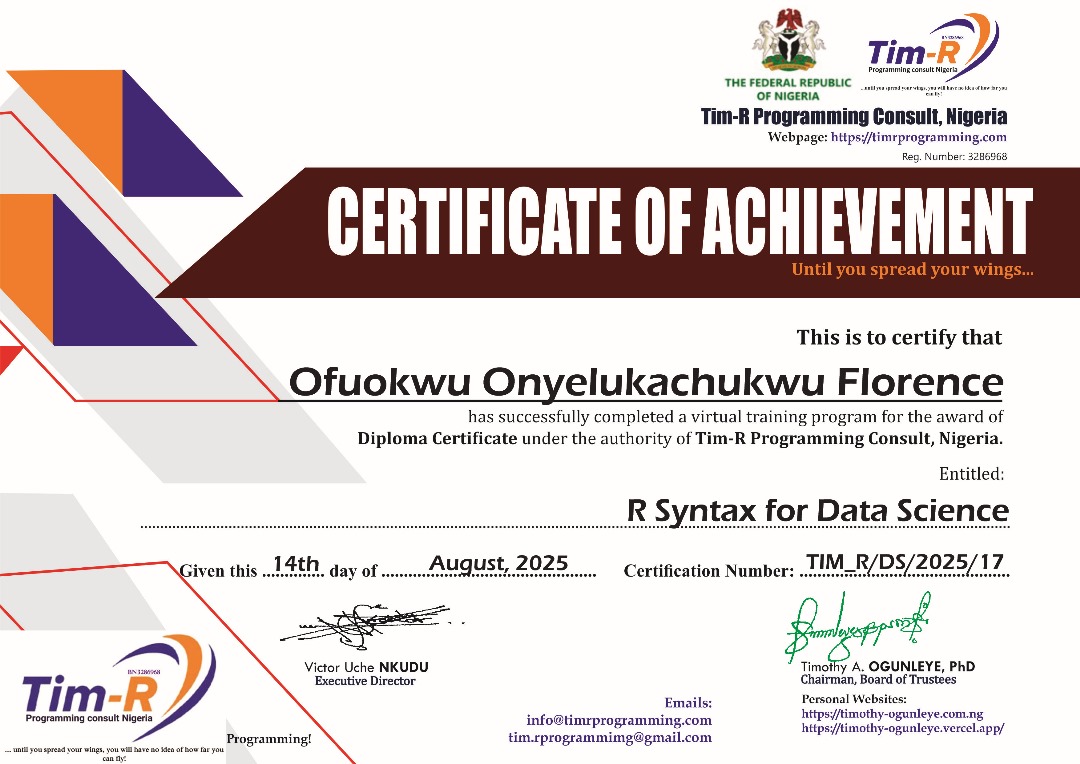 THE FEDERAL REPUBLIC
OF NIGERIA
BN 3286968
Tim-R
Programming consult Nigeria
...until you spread your wings, you will have no idea of how far you
can fly!
Tim-R Programming Consult, Nigeria
Webpage: https://timrprogramming.com
Reg. Number: 3286968
CERTIFICATE OF ACHIEVEMENT
Until you spread your wings...
This is to certify that
Ofuokwu Onyelukachukwu Florence
has successfully completed a virtual training program for the award of
Diploma Certificate under the authority of Tim-R Programming Consult, Nigeria.
Entitled:
R Syntax for Data Science
Given this 14th day of August, 2025 Certification Number: TIM_R/DS/2025/17
Victor Uche NKUDU
Executive Director
Timothy A. OGUNLEYE, PhD
Chairman, Board of Trustees
Personal Websites:
https://timothy-ogunleye.com.ng
https://timothy-ogunleye.vercel.app/
Emails:
info@timrprogramming.com
tim.rprogrammimg@gmail.com
BN 3286968
Tim-R
Programming consult Nigeria
Programming!
... until you spread your wings, you will have no idea of how far you
can fly!